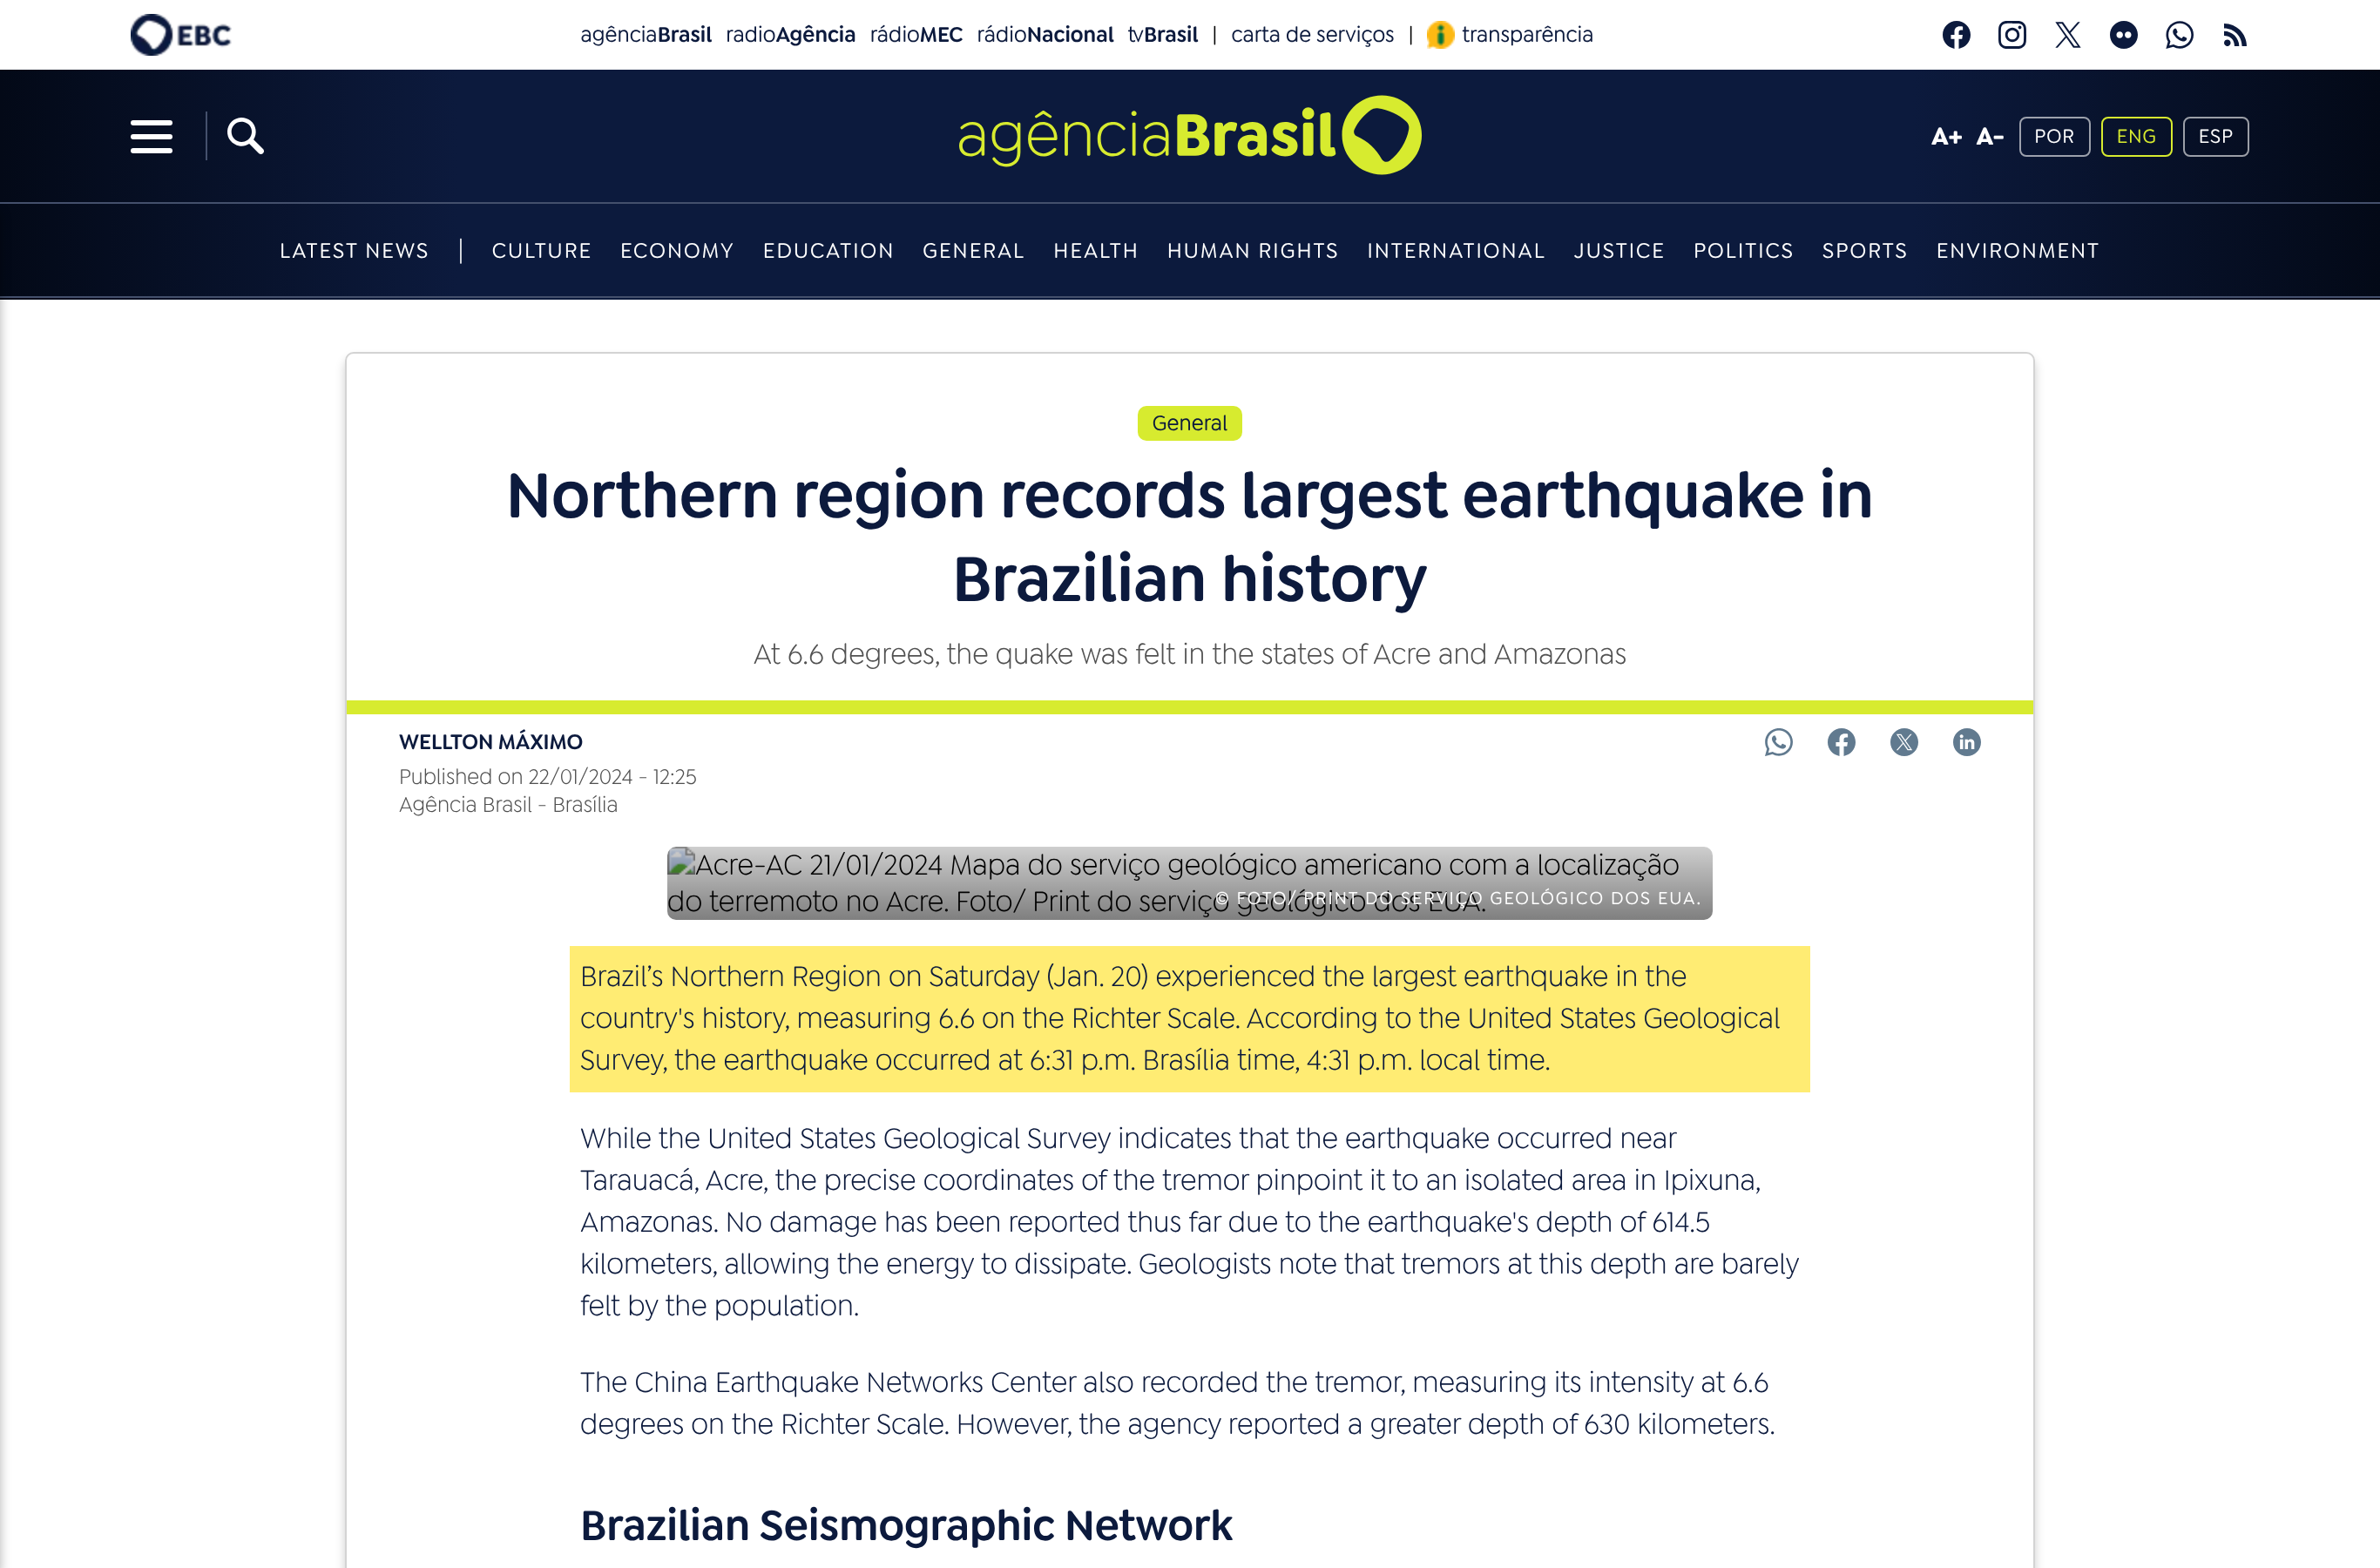 EBC
agênciaBrasil radioAgência rádioMEC rádioNacional tvBrasil | carta de serviços | transparência
agênciaBrasil
A+ A- POR ENG ESP
LATEST NEWS | CULTURE ECONOMY EDUCATION GENERAL HEALTH HUMAN RIGHTS INTERNATIONAL JUSTICE POLITICS SPORTS ENVIRONMENT
General
Northern region records largest earthquake in
Brazilian history
At 6.6 degrees, the quake was felt in the states of Acre and Amazonas
WELLTON MÁXIMO
Published on 22/01/2024 - 12:25
Agência Brasil - Brasília
Acre-AC 21/01/2024 Mapa do serviço geológico americano com a localização
do terremoto no Acre. Foto/ Print do serviço geológico dos EUA.
© FOTO/ PRINT DO SERVIÇO GEOLÓGICO DOS EUA.
Brazil’s Northern Region on Saturday (Jan. 20) experienced the largest earthquake in the
country's history, measuring 6.6 on the Richter Scale. According to the United States Geological
Survey, the earthquake occurred at 6:31 p.m. Brasília time, 4:31 p.m. local time.
While the United States Geological Survey indicates that the earthquake occurred near
Tarauacá, Acre, the precise coordinates of the tremor pinpoint it to an isolated area in Ipixuna,
Amazonas. No damage has been reported thus far due to the earthquake's depth of 614.5
kilometers, allowing the energy to dissipate. Geologists note that tremors at this depth are barely
felt by the population.
The China Earthquake Networks Center also recorded the tremor, measuring its intensity at 6.6
degrees on the Richter Scale. However, the agency reported a greater depth of 630 kilometers.
Brazilian Seismographic Network